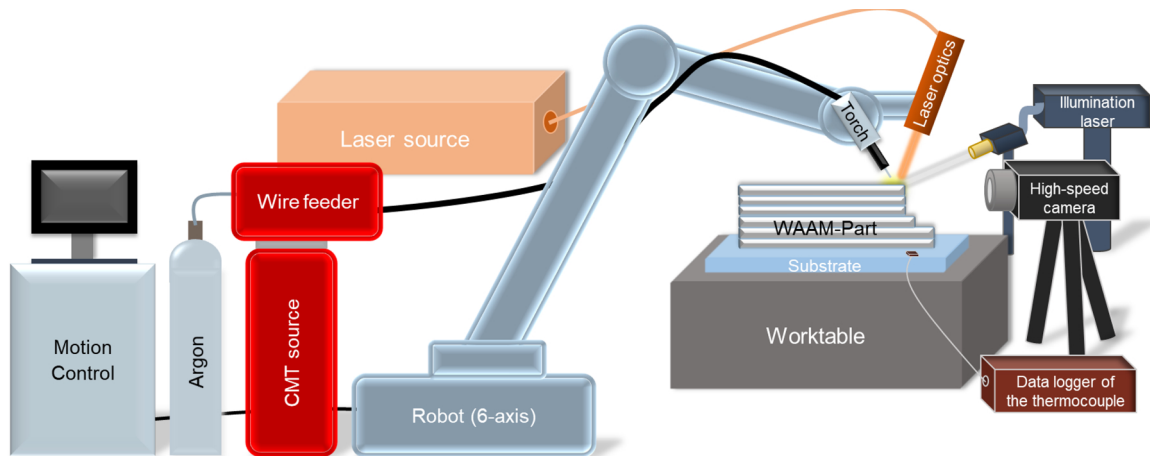 Laser source
Laser optics
Torch
Illumination
laser
High-speed
camera
Wire feeder
WAAM-Part
Substrate
Worktable
Motion
Control
Argon
CMT source
Robot (6-axis)
Data logger of
the thermocouple